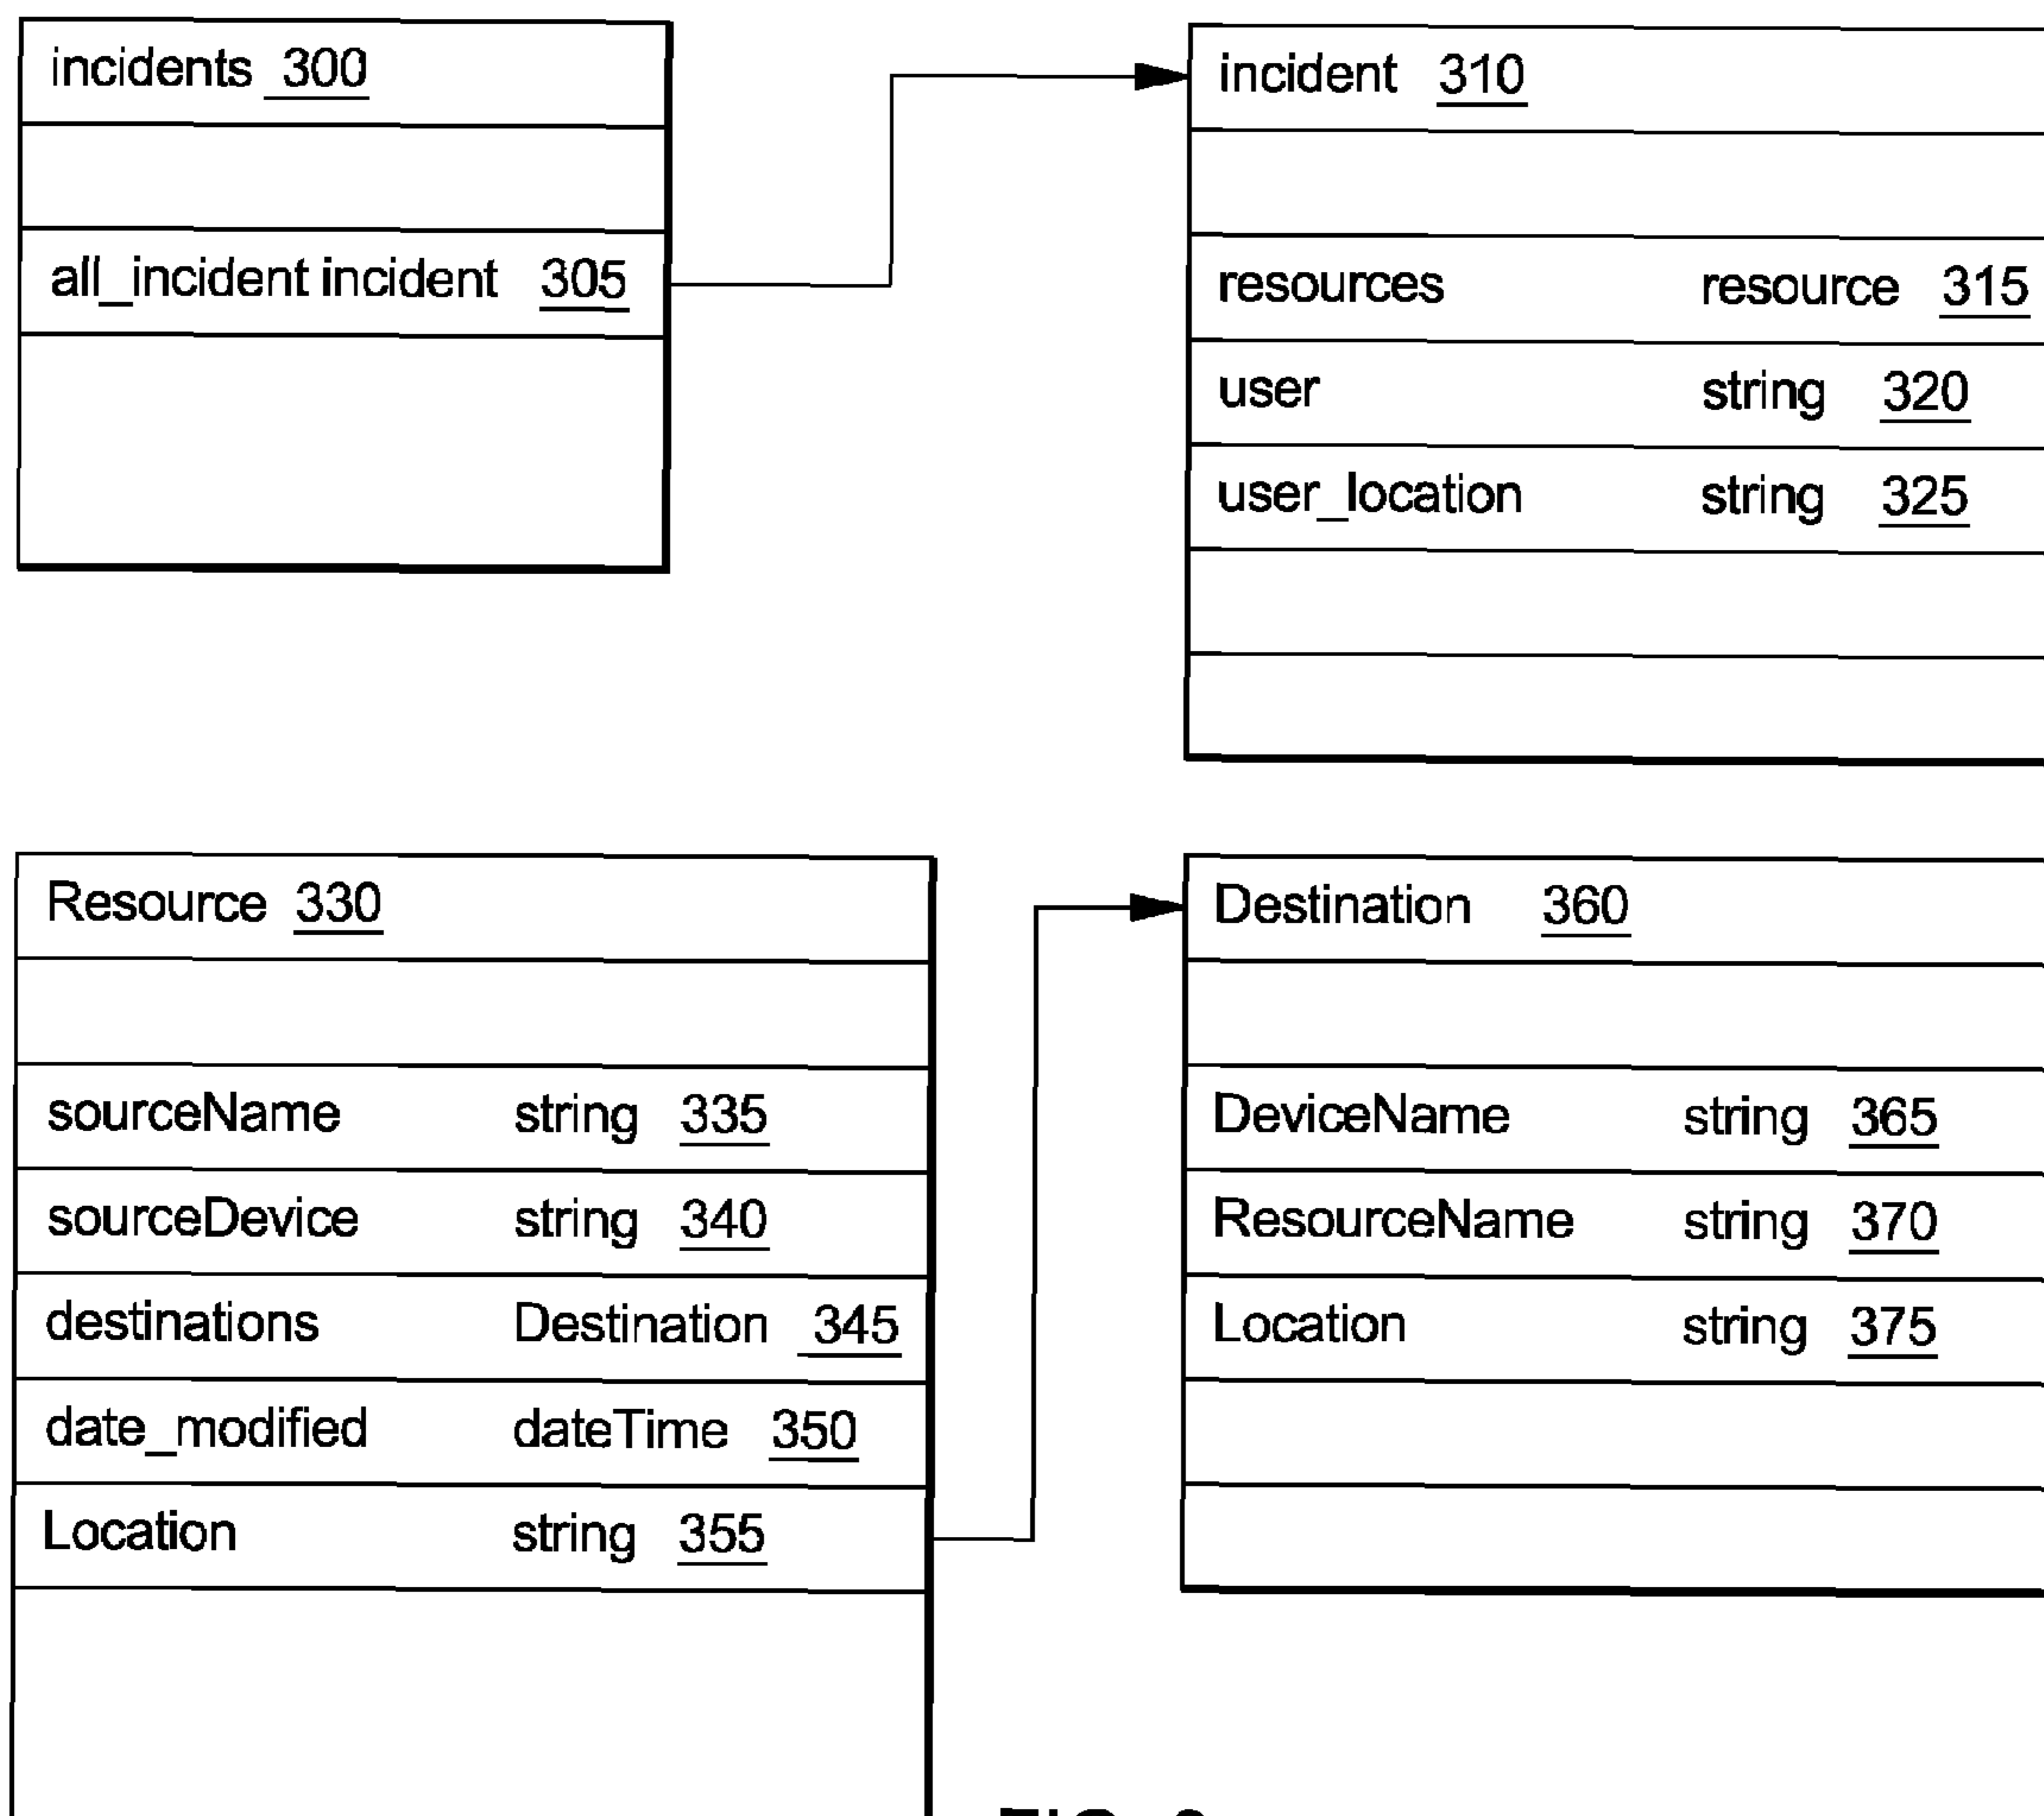 incidents 300
all_incident incident 305
incident 310
resources resource 315
user string 320
user_location string 325
Resource 330
sourceName string 335
sourceDevice string 340
destinations Destination 345
date_modified dateTime 350
Location string 355
Destination 360
DeviceName string 365
ResourceName string 370
Location string 375